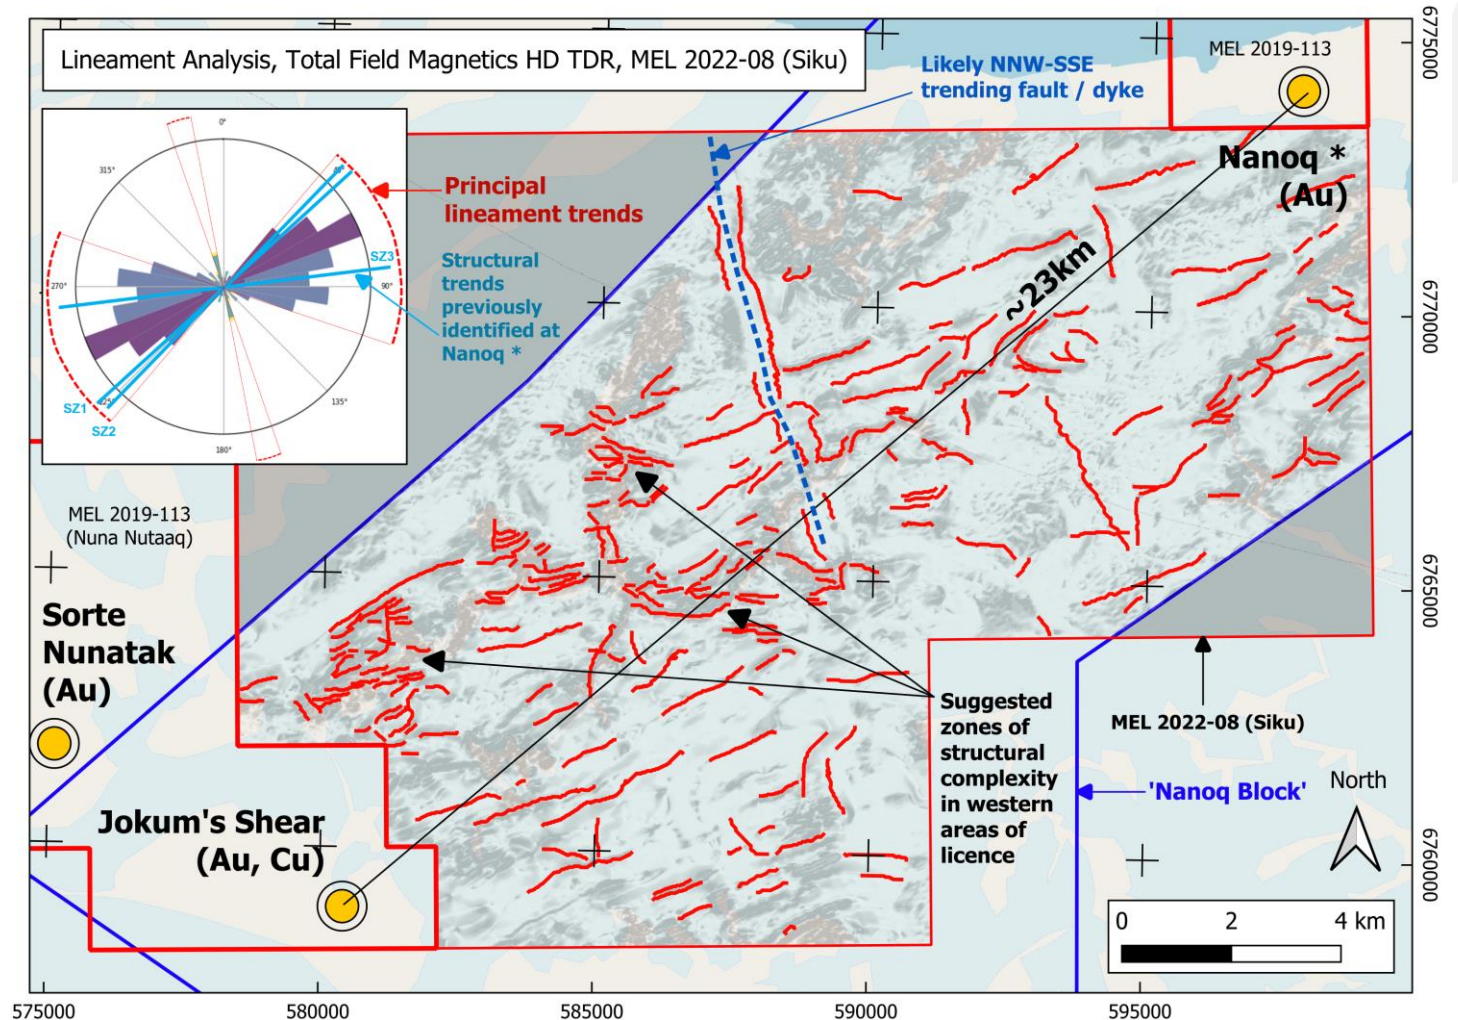 Lineament Analysis, Total Field Magnetics HD TDR, MEL 2022-08 (Siku)
Likely NNW-SSE
trending fault / dyke
MEL 2019-113
Nanoq *
(Au)
0°
315°
45°
Principal
lineament trends
SZ3
270°
90°
Structural
trends
previously
identified at
Nanoq *
225°
SZ1
SZ2
135°
180°
~23km
MEL 2019-113
(Nuna Nutaaq)
Sorte
Nunatak
(Au)
Jokum's Shear
(Au, Cu)
Suggested
zones of
structural
complexity
in western
areas of
licence
MEL 2022-08 (Siku)
'Nanoq Block'
North
0 2 4 km
6775000
6770000
6765000
6760000
575000 580000 585000 590000 595000